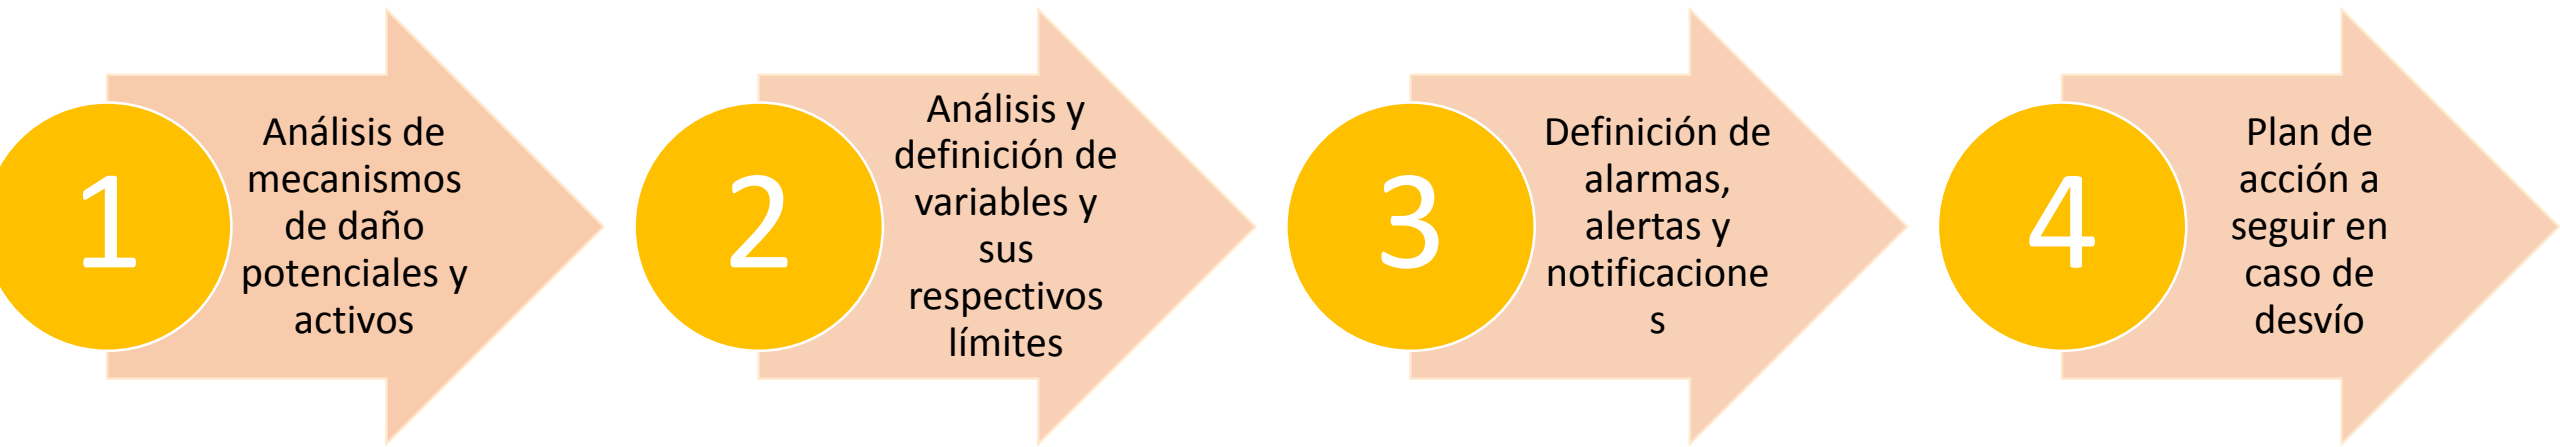 1
Análisis de
mecanismos
de daño
potenciales y
activos
2
Análisis y
definición de
variables y
sus
respectivos
límites
3
Definición de
alarmas,
alertas y
notificacione
s
4
Plan de
acción a
seguir en
caso de
desvío